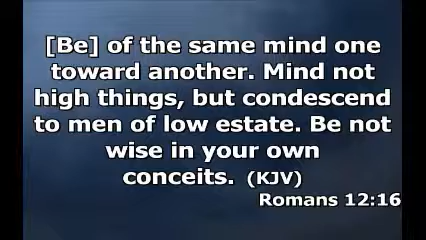 [Be] of the same mind one
toward another. Mind not
high things, but condescend
to men of low estate. Be not
wise in your own
conceits. (KJV)
Romans 12:16